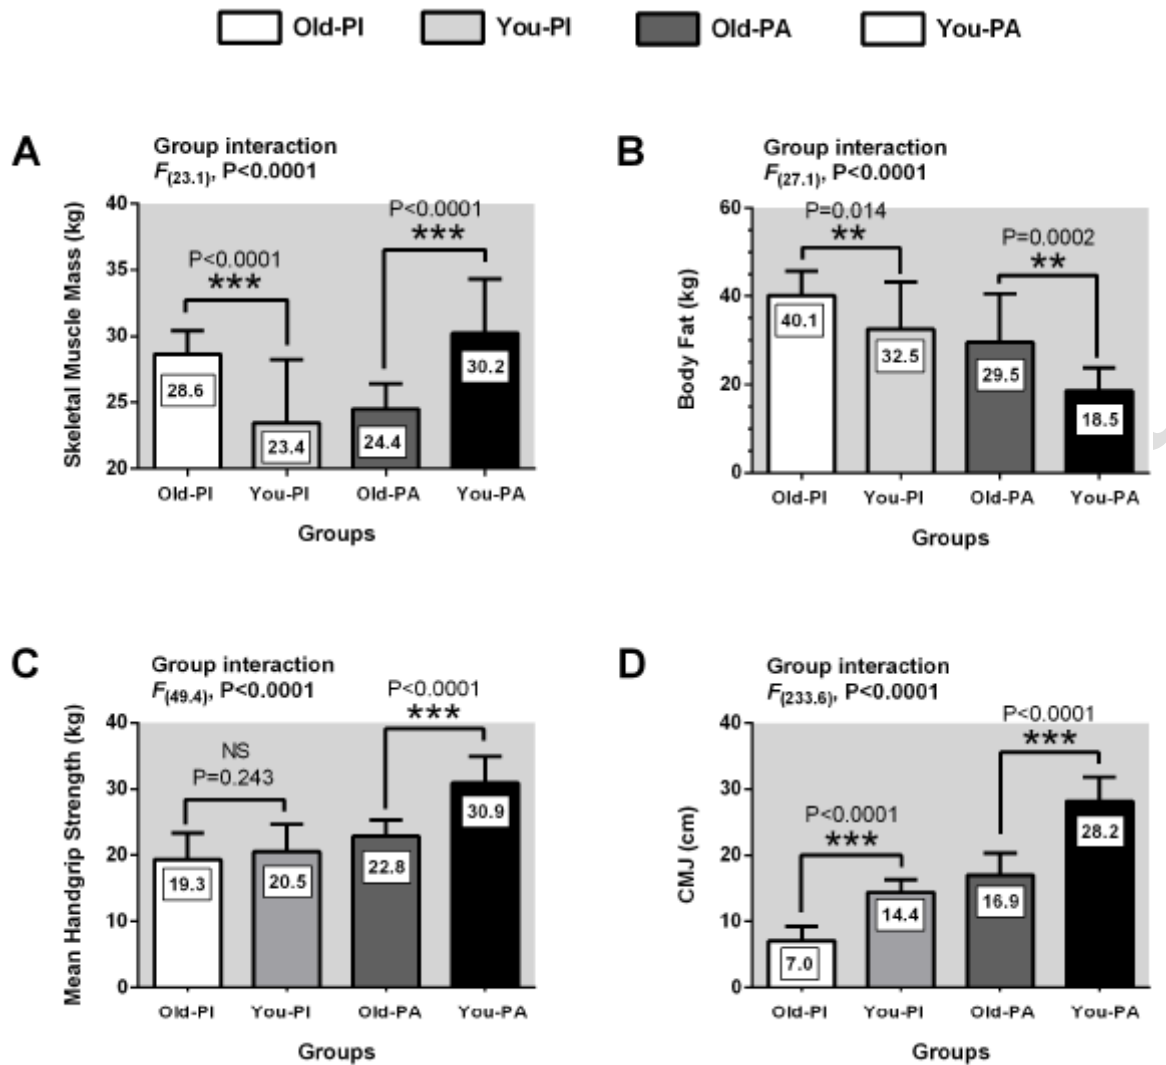 Old-PI You-PI Old-PA You-PA
A
Group interaction
F(23.1), P<0.0001
Skeletal Muscle Mass (kg)
40
35
30
25
20
P<0.0001
***
P<0.0001
***
28.6
23.4
24.4
30.2
Old-PI You-PI Old-PA You-PA
Groups
B
Group interaction
F(27.1), P<0.0001
Body Fat (kg)
60
40
20
0
P=0.014
**
P=0.0002
**
40.1
32.5
29.5
18.5
Old-PI You-PI Old-PA You-PA
Groups
C
Group interaction
F(49.4), P<0.0001
Mean Handgrip Strength (kg)
40
30
20
10
0
NS
P=0.243
P<0.0001
***
19.3
20.5
22.8
30.9
Old-PI You-PI Old-PA You-PA
Groups
D
Group interaction
F(233.6), P<0.0001
CMJ (cm)
40
30
20
10
0
P<0.0001
***
P<0.0001
***
7.0
14.4
16.9
28.2
Old-PI You-PI Old-PA You-PA
Groups